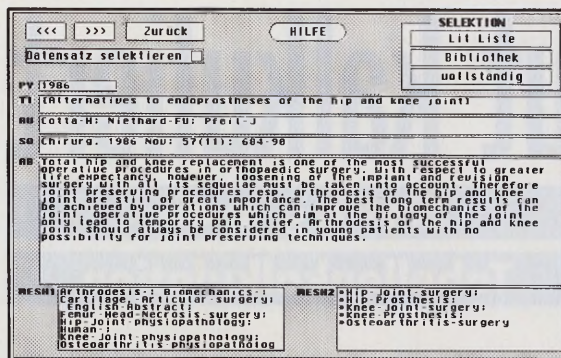 <<< >>> Zurück HILFE
SELEKTION
Lit Liste
Bibliothek
vollständig
Datensatz selektieren
PY 1986
TI (Alternatives to endoprostheses of the hip and knee joint)
AU Cotta-H; Niethard-FU; Pfeil-J
SO Chirurg. 1986 Nov; 57(11): 684-90
AB Total hip and knee replacement is one of the most successful
operative procedures in orthopaedic surgery. With respect to greater
life expectancy, however, loosening of the implant and revision
surgery with all its sequelae must be taken into account. Therefore
joint preserving procedures resp. arthrodesis of the hip and knee
joint are still of great importance. The best long term results can
be achieved by operations which can improve the biomechanics of the
joint; operative procedures which aim at the biology of the joint
only lead to temporary pain relief. Arthrodesis of the hip and knee
joint should always be considered in young patients with no
possibility for joint preserving techniques.
MESH1 Arthrodesis-; Biomechanics-;
Cartilage,-Articular-surgery;
English-Abstract;
Femur-Head-Necrosis-surgery;
Hip-Joint-physiopathology;
Human-;
Knee-Joint-physiopathology;
Osteoarthritis-physiopatholog
MESH2 *Hip-Joint-surgery;
*Hip-Prosthesis;
*Knee-Joint-surgery;
*Knee-Prosthesis;
*Osteoarthritis-surgery